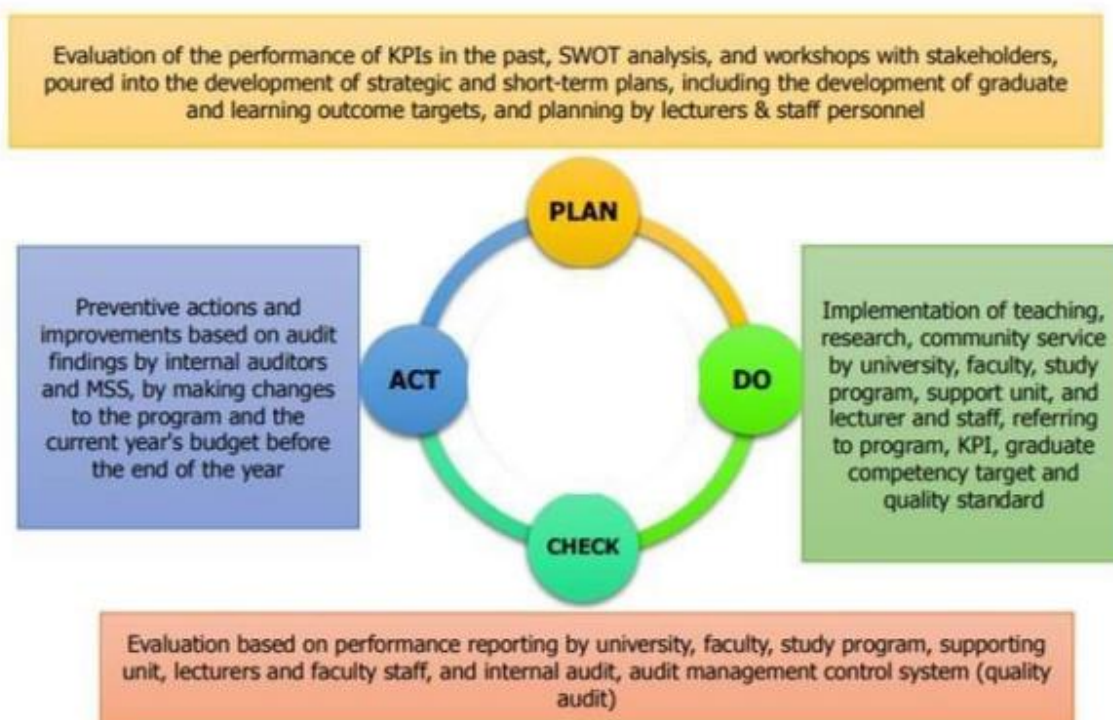 Evaluation of the performance of KPIs in the past, SWOT analysis, and workshops with stakeholders,
poured into the development of strategic and short-term plans, including the development of graduate
and learning outcome targets, and planning by lecturers & staff personnel
PLAN
Preventive actions and
improvements based on audit
findings by internal auditors
and MSS, by making changes
to the program and the
current year's budget before
the end of the year
ACT
DO
Implementation of teaching,
research, community service
by university, faculty, study
program, support unit, and
lecturer and staff, referring
to program, KPI, graduate
competency target and
quality standard
CHECK
Evaluation based on performance reporting by university, faculty, study program, supporting
unit, lecturers and faculty staff, and internal audit, audit management control system (quality
audit)